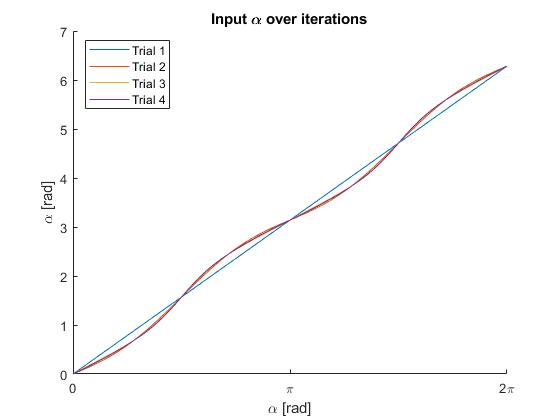 Input α over iterations
7
6
5
4
3
2
1
0
α [rad]
Trial 1
Trial 2
Trial 3
Trial 4
0
π
2π
α [rad]